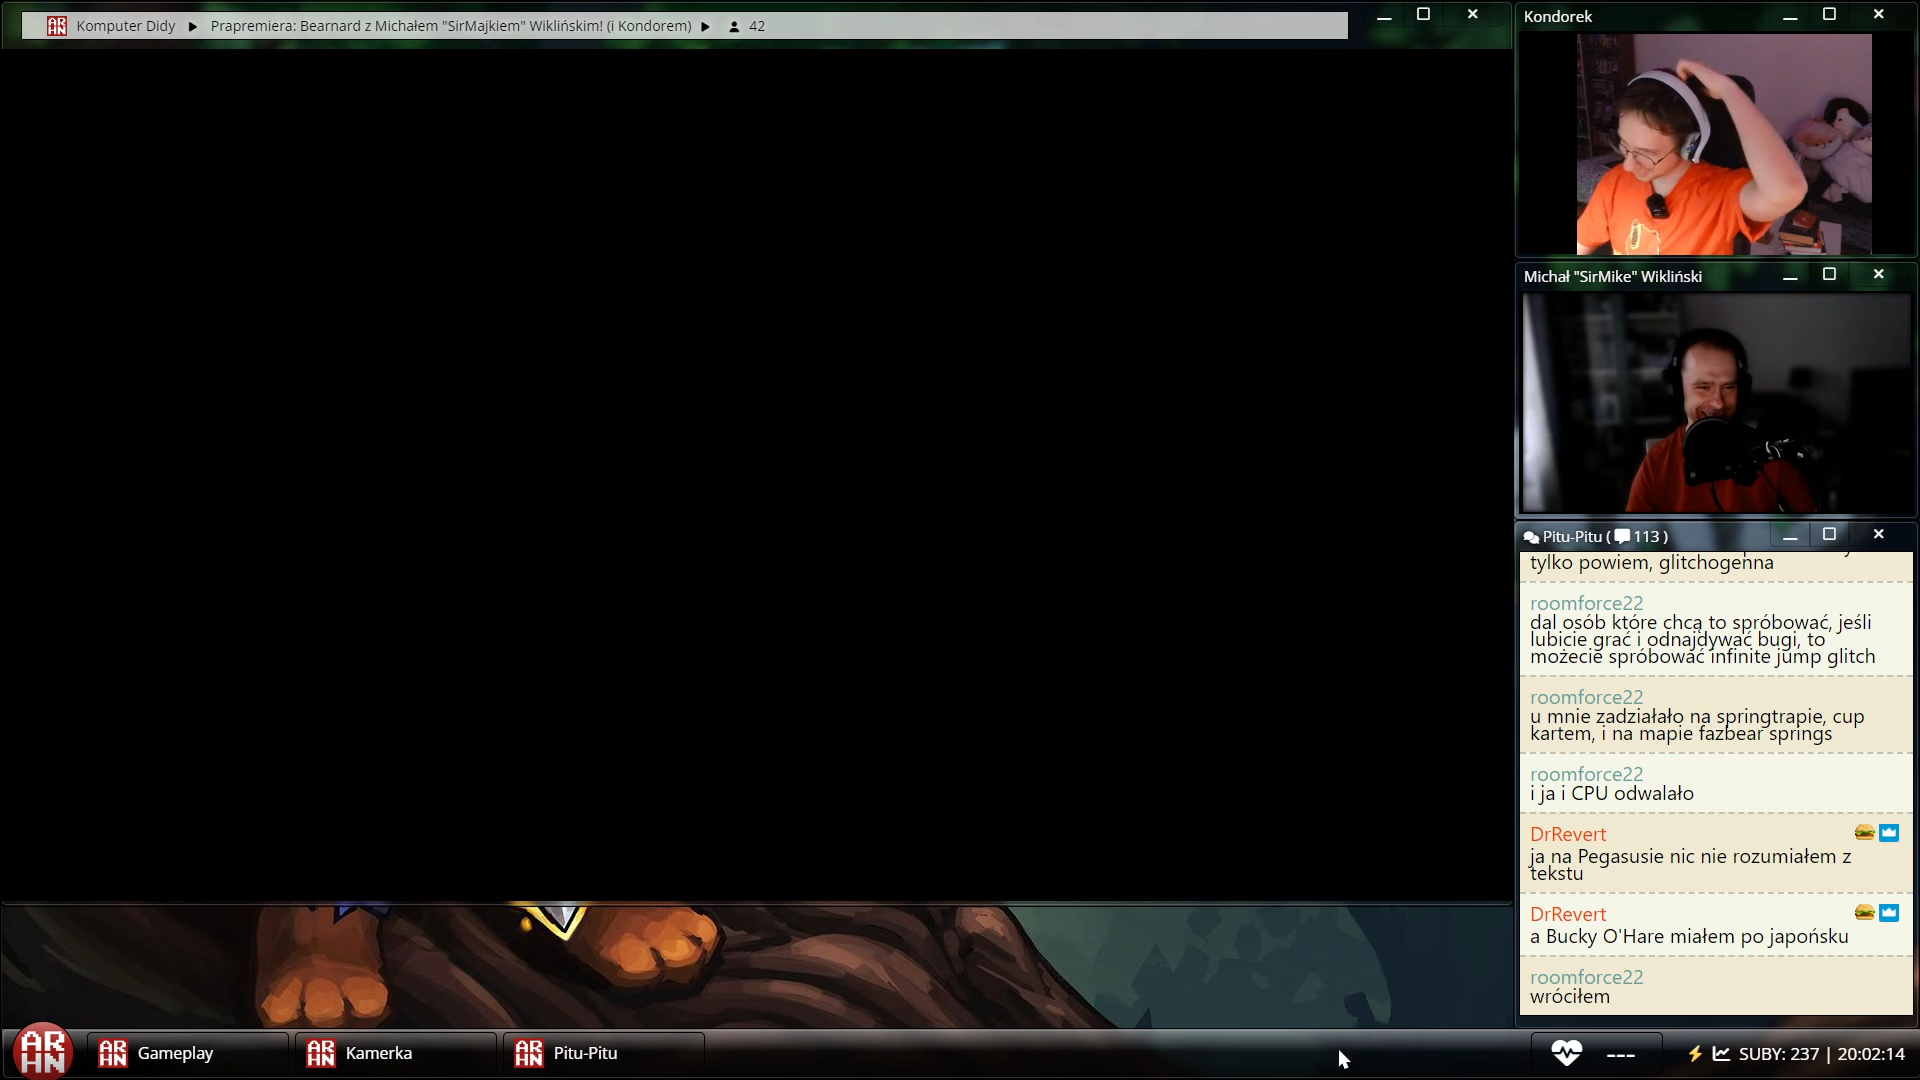 Komputer Didy ▶ Prapremiera: Bearnard z Michałem "SirMajkiem" Wiklińskim! (i Kondorem) ▶ 42
Kondorek
Michał "SirMike" Wikliński
Pitu-Pitu ( 113 )
tylko powiem, glitchogenna
roomforce22
dal osób które chcą to spróbować, jeśli
lubicie grać i odnajdywać bugi, to
możecie spróbować infinite jump glitch
roomforce22
u mnie zadziałało na springtrapie, cup
kartem, i na mapie fazbear springs
roomforce22
i ja i CPU odwalało
DrRevert
ja na Pegasusie nic nie rozumiałem z
tekstu
DrRevert
a Bucky O'Hare miałem po japońsku
roomforce22
wróciłem
ARHN
ARHN Gameplay
ARHN Kamerka
ARHN Pitu-Pitu
---
SUBY: 237 | 20:02:14